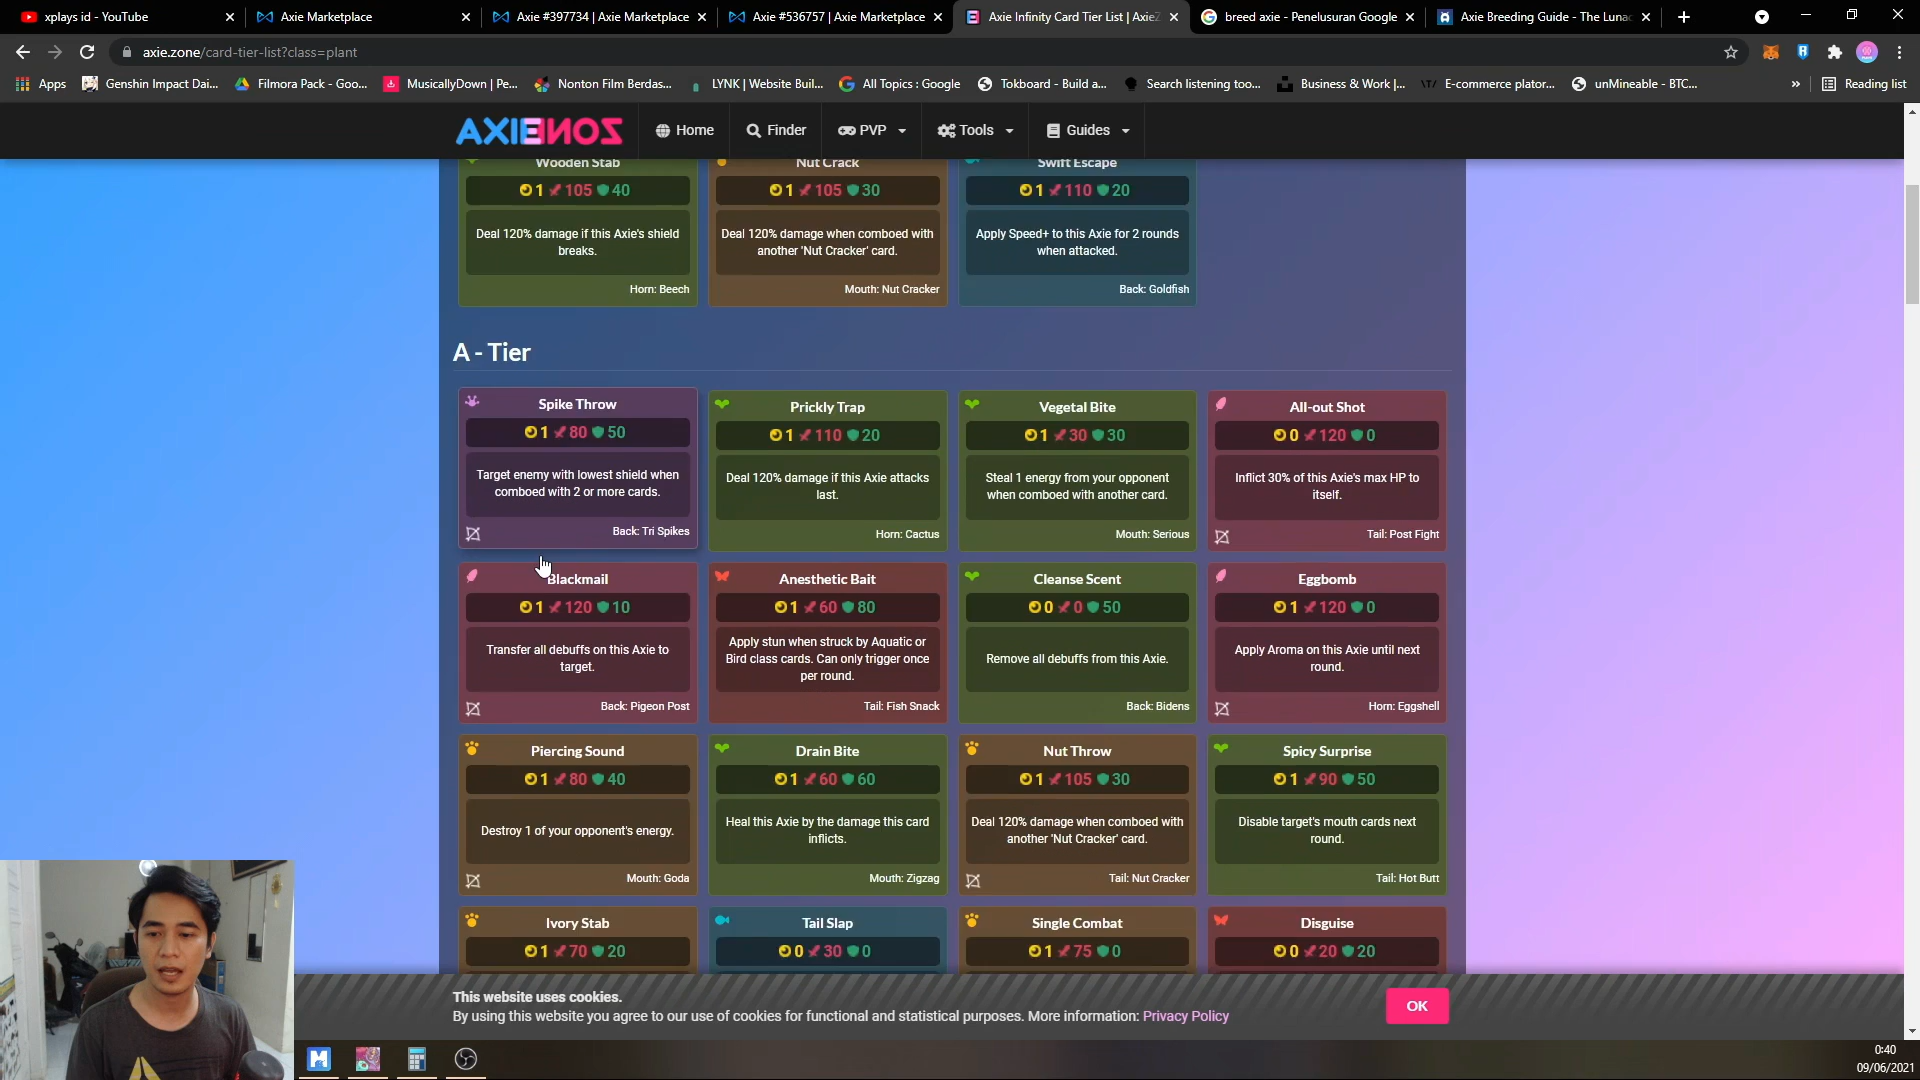 xplays id - YouTube
Axie Marketplace
Axie #397734 | Axie Marketplace
Axie #536757 | Axie Marketplace
Axie Infinity Card Tier List | AxieZ
breed axie - Penelusuran Google
Axie Breeding Guide - The Lunac
axie.zone/card-tier-list?class=plant
Apps
Genshin Impact Dai...
Filmora Pack - Goo...
MusicallyDown | Pe...
Nonton Film Berdas...
LYNK | Website Buil...
All Topics : Google
Tokboard - Build a...
Search listening too...
Business & Work |...
E-commerce plator...
unMineable - BTC...
Reading list
Home
Finder
PVP
Tools
Guides
Wooden Stab
1 105 40
Deal 120% damage if this Axie's shield
breaks.
Horn: Beech
Nut Crack
1 105 30
Deal 120% damage when comboed with
another 'Nut Cracker' card.
Mouth: Nut Cracker
Swift Escape
1 110 20
Apply Speed+ to this Axie for 2 rounds
when attacked.
Back: Goldfish
A - Tier
Spike Throw
1 80 50
Target enemy with lowest shield when
comboed with 2 or more cards.
Back: Tri Spikes
Prickly Trap
1 110 20
Deal 120% damage if this Axie attacks
last.
Horn: Cactus
Vegetal Bite
1 30 30
Steal 1 energy from your opponent
when comboed with another card.
Mouth: Serious
All-out Shot
0 120 0
Inflict 30% of this Axie's max HP to
itself.
Tail: Post Fight
Blackmail
1 120 10
Transfer all debuffs on this Axie to
target.
Back: Pigeon Post
Anesthetic Bait
1 60 80
Apply stun when struck by Aquatic or
Bird class cards. Can only trigger once
per round.
Tail: Fish Snack
Cleanse Scent
0 0 50
Remove all debuffs from this Axie.
Back: Bidens
Eggbomb
1 120 0
Apply Aroma on this Axie until next
round.
Horn: Eggshell
Piercing Sound
1 80 40
Destroy 1 of your opponent's energy.
Mouth: Goda
Drain Bite
1 60 60
Heal this Axie by the damage this card
inflicts.
Mouth: Zigzag
Nut Throw
1 105 30
Deal 120% damage when comboed with
another 'Nut Cracker' card.
Tail: Nut Cracker
Spicy Surprise
1 90 50
Disable target's mouth cards next
round.
Tail: Hot Butt
Ivory Stab
1 70 20
Tail Slap
0 30 0
Single Combat
1 75 0
Disguise
0 20 20
This website uses cookies.
By using this website you agree to our use of cookies for functional and statistical purposes. More information: Privacy Policy
OK
0:40
09/06/2021